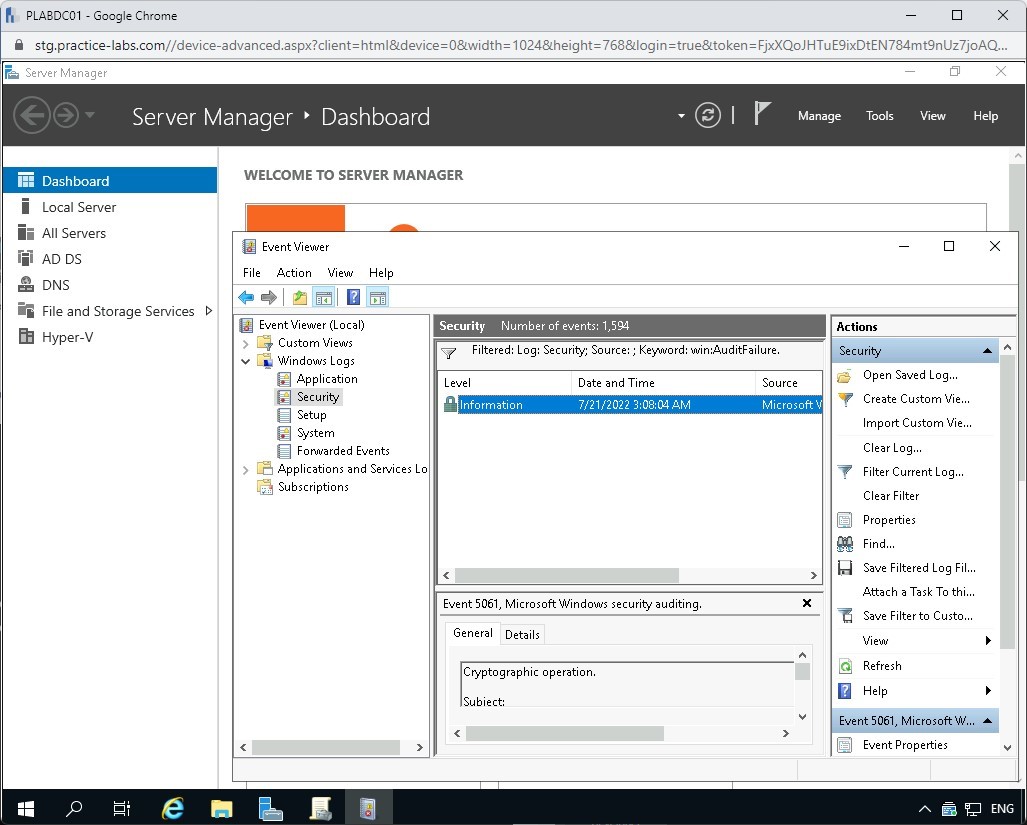 PLABDC01 - Google Chrome
stg.practice-labs.com//device-advanced.aspx?client=html&device=0&width=1024&height=768&login=true&token=FjxXQoJHTuE9ixDtEN784mt9nUz7joAQ...
Server Manager
Server Manager Dashboard
Manage Tools View Help
Dashboard
Local Server
All Servers
AD DS
DNS
File and Storage Services
Hyper-V
WELCOME TO SERVER MANAGER
Event Viewer
File Action View Help
Event Viewer (Local)
Custom Views
Windows Logs
Application
Security
Setup
System
Forwarded Events
Applications and Services Lo
Subscriptions
Security Number of events: 1,594
Filtered: Log: Security; Source: ; Keyword: win:AuditFailure.
Level Date and Time Source
Information 7/21/2022 3:08:04 AM Microsoft W
Event 5061, Microsoft Windows security auditing.
General Details
Cryptographic operation.
Subject:
Actions
Security
Open Saved Log...
Create Custom Vie...
Import Custom Vie...
Clear Log...
Filter Current Log...
Clear Filter
Properties
Find...
Save Filtered Log Fil...
Attach a Task To thi...
Save Filter to Custo...
View
Refresh
Help
Event 5061, Microsoft W...
Event Properties
ENG